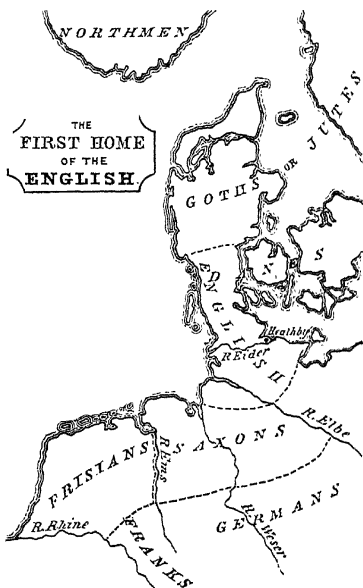 NORTHMEN
THE
FIRST HOME
OF THE
ENGLISH.
GOTHS OR JUTES
DANES
ENGLISH
Heathby
R.Eider
R.Elbe
FRISIANS
SAXONS
R.Ems
R.Weser
R.Rhine
FRANKS
GERMANS